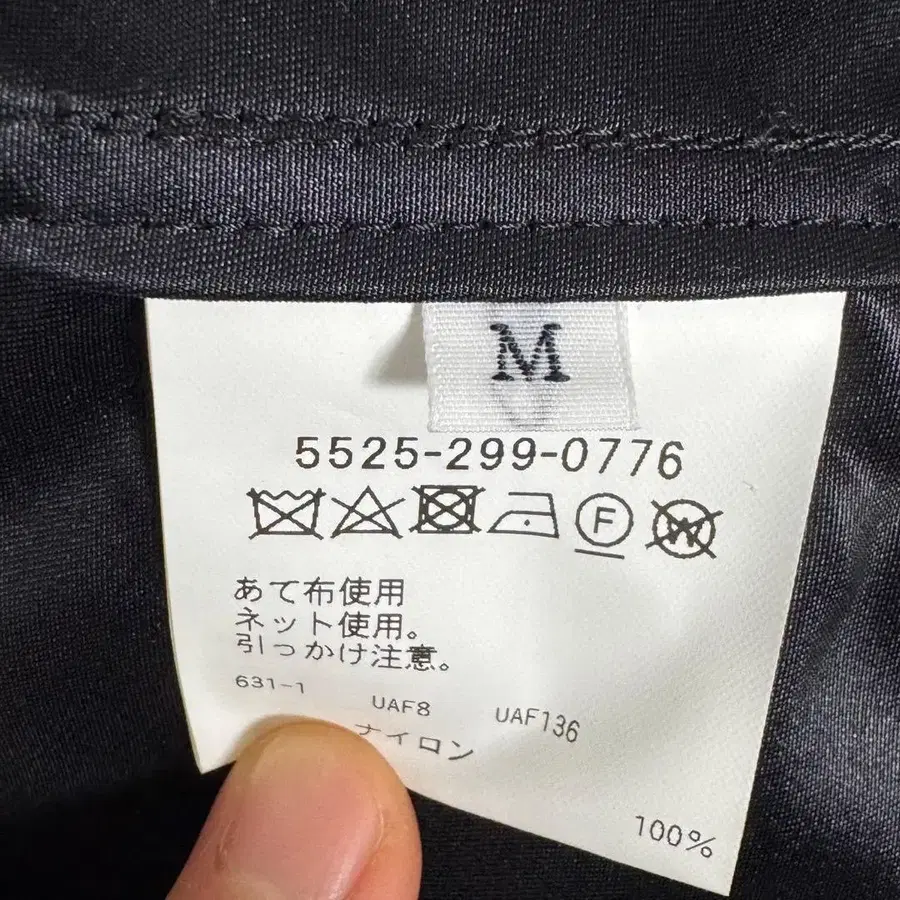 M
5525-299-0776
F W
あて布使用
ネット使用。
引っかけ注意。
631-1 UAF8 UAF136
ナイロン
100%